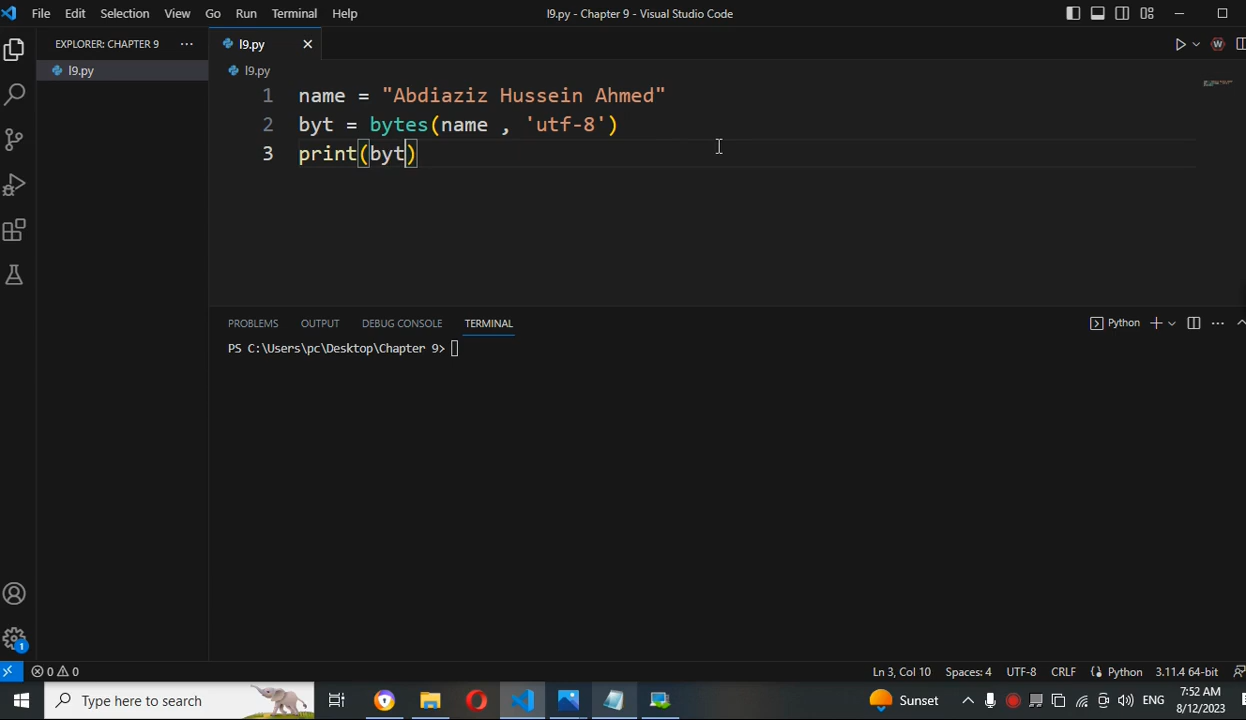 File Edit Selection View Go Run Terminal Help
l9.py - Chapter 9 - Visual Studio Code
EXPLORER: CHAPTER 9 ···
l9.py
l9.py
l9.py
1 name = "Abdiaziz Hussein Ahmed"
2 byt = bytes(name , 'utf-8')
3 print(byt)
PROBLEMS OUTPUT DEBUG CONSOLE TERMINAL
Python
PS C:\Users\pc\Desktop\Chapter 9>
1
0 0
Ln 3, Col 10 Spaces: 4 UTF-8 CRLF Python 3.11.4 64-bit
Type here to search
Sunset
ENG
7:52 AM
8/12/2023